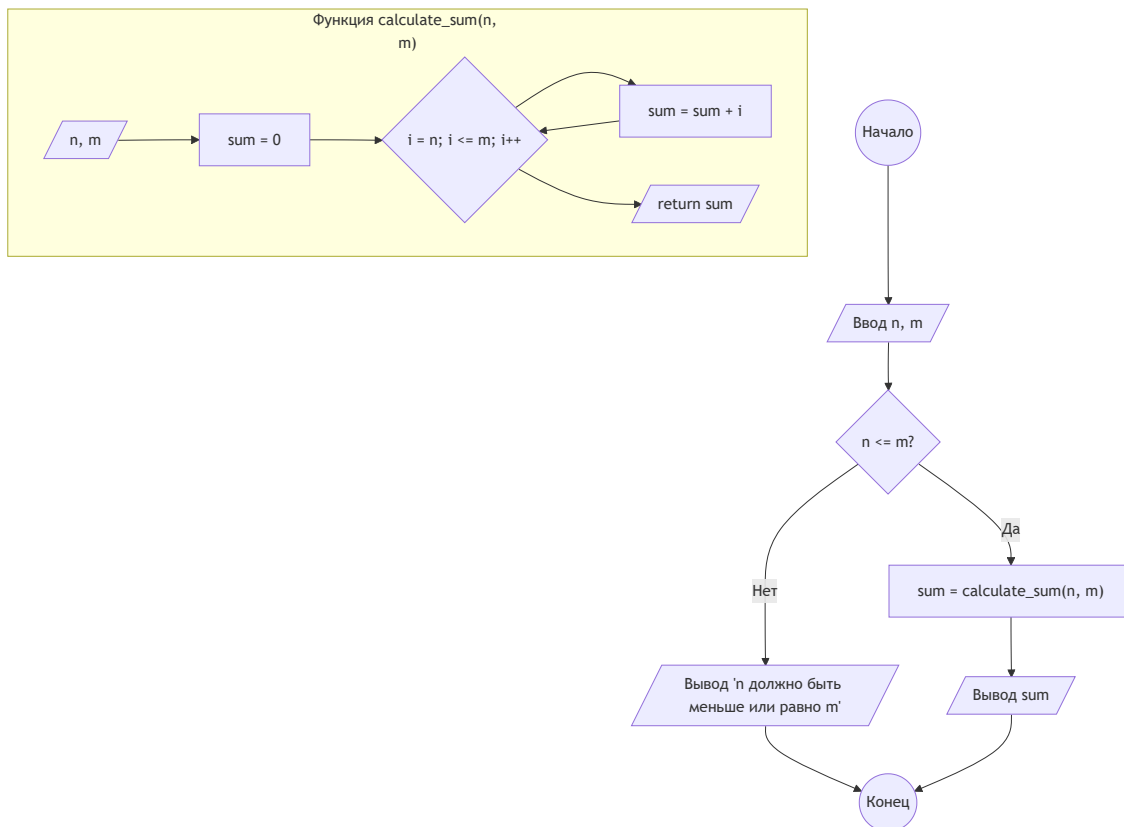 Функция calculate_sum(n,
m)
n, m
sum = 0
i = n; i <= m; i++
sum = sum + i
return sum
Начало
Ввод n, m
n <= m?
Нет
Да
sum = calculate_sum(n, m)
Вывод 'n должно быть
меньше или равно m'
Вывод sum
Конец